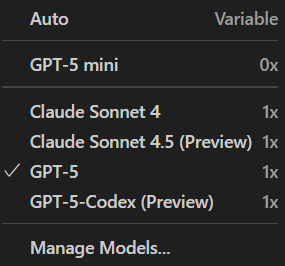 Auto Variable
GPT-5 mini 0x
Claude Sonnet 4 1x
Claude Sonnet 4.5 (Preview) 1x
GPT-5 1x
GPT-5-Codex (Preview) 1x
Manage Models...